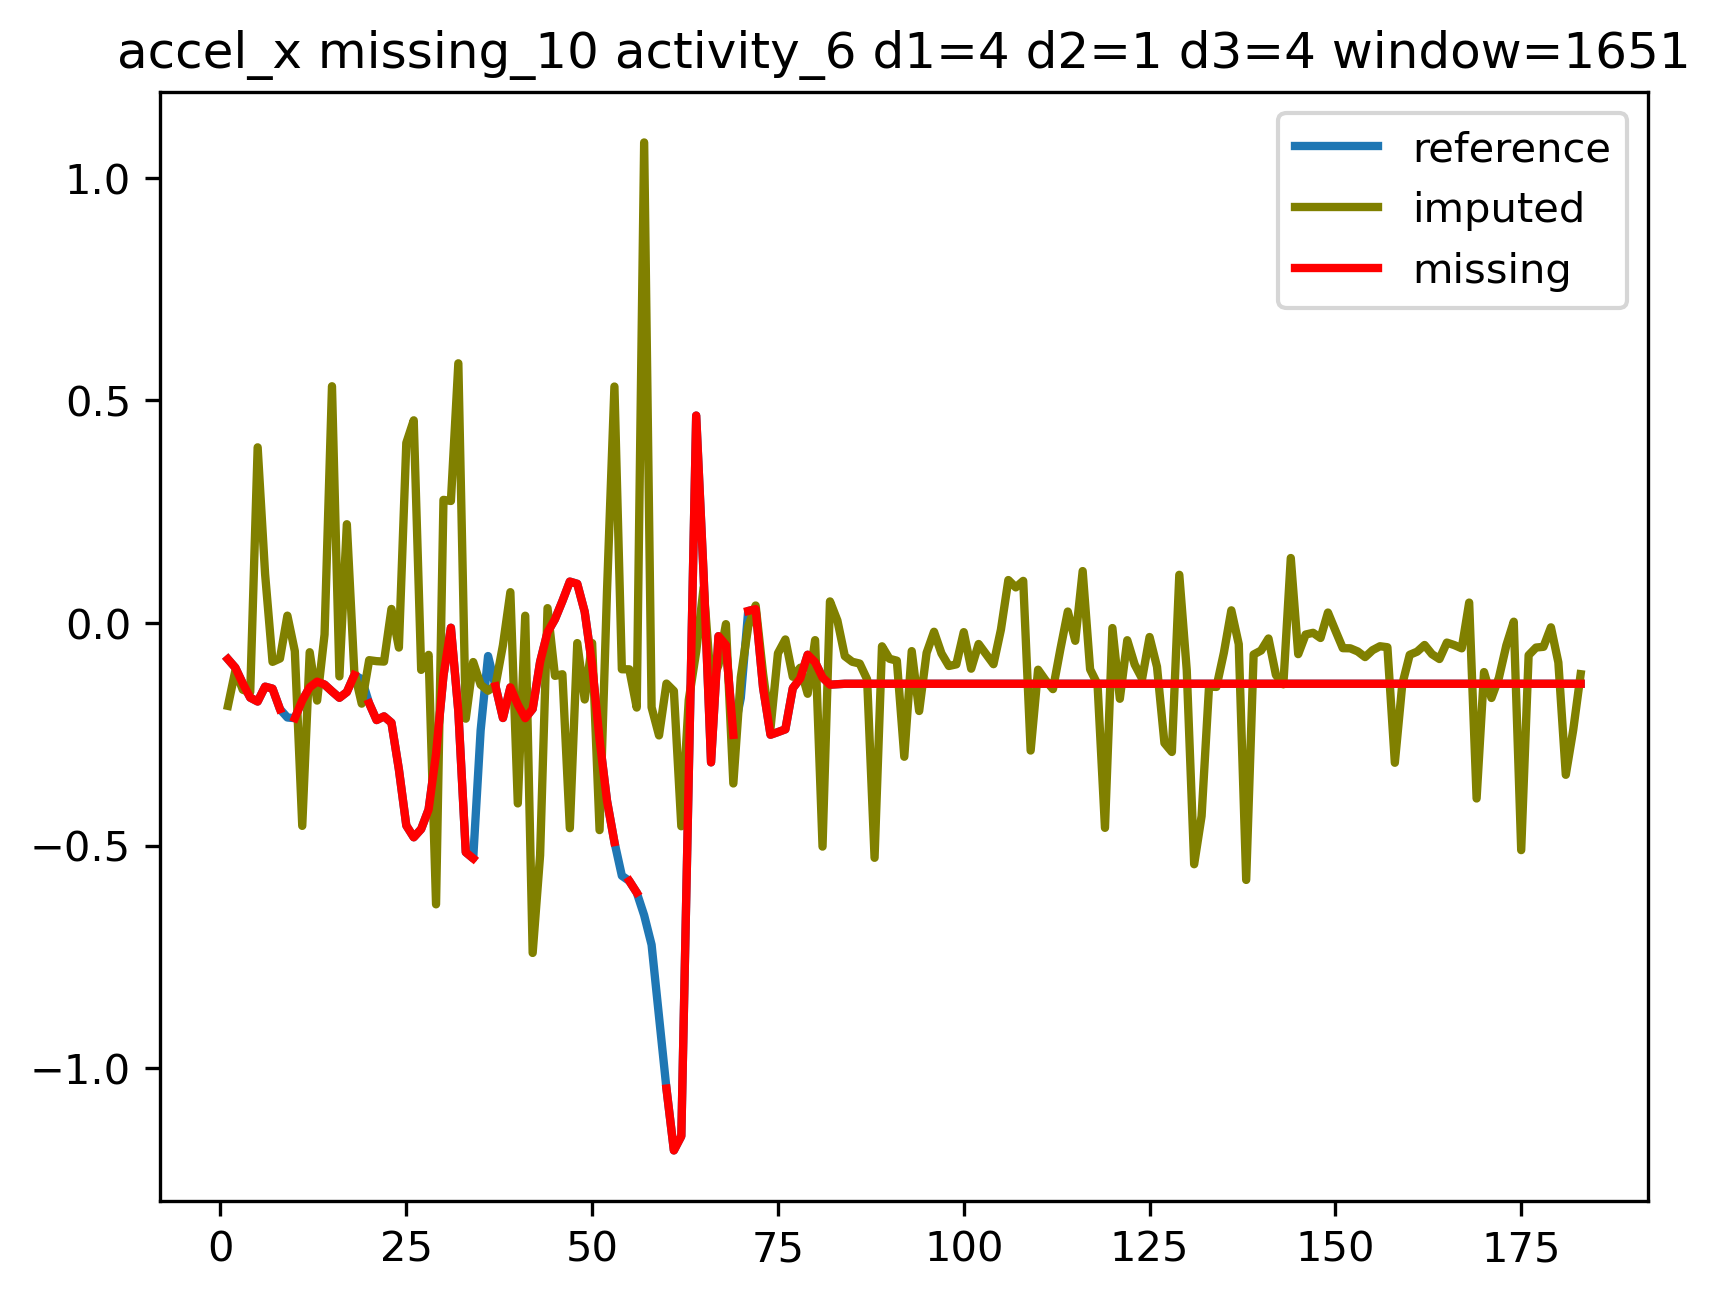 accel_x missing_10 activity_6 d1=4 d2=1 d3=4 window=1651
reference
imputed
missing
1.0
0.5
0.0
−0.5
−1.0
0 25 50 75 100 125 150 175